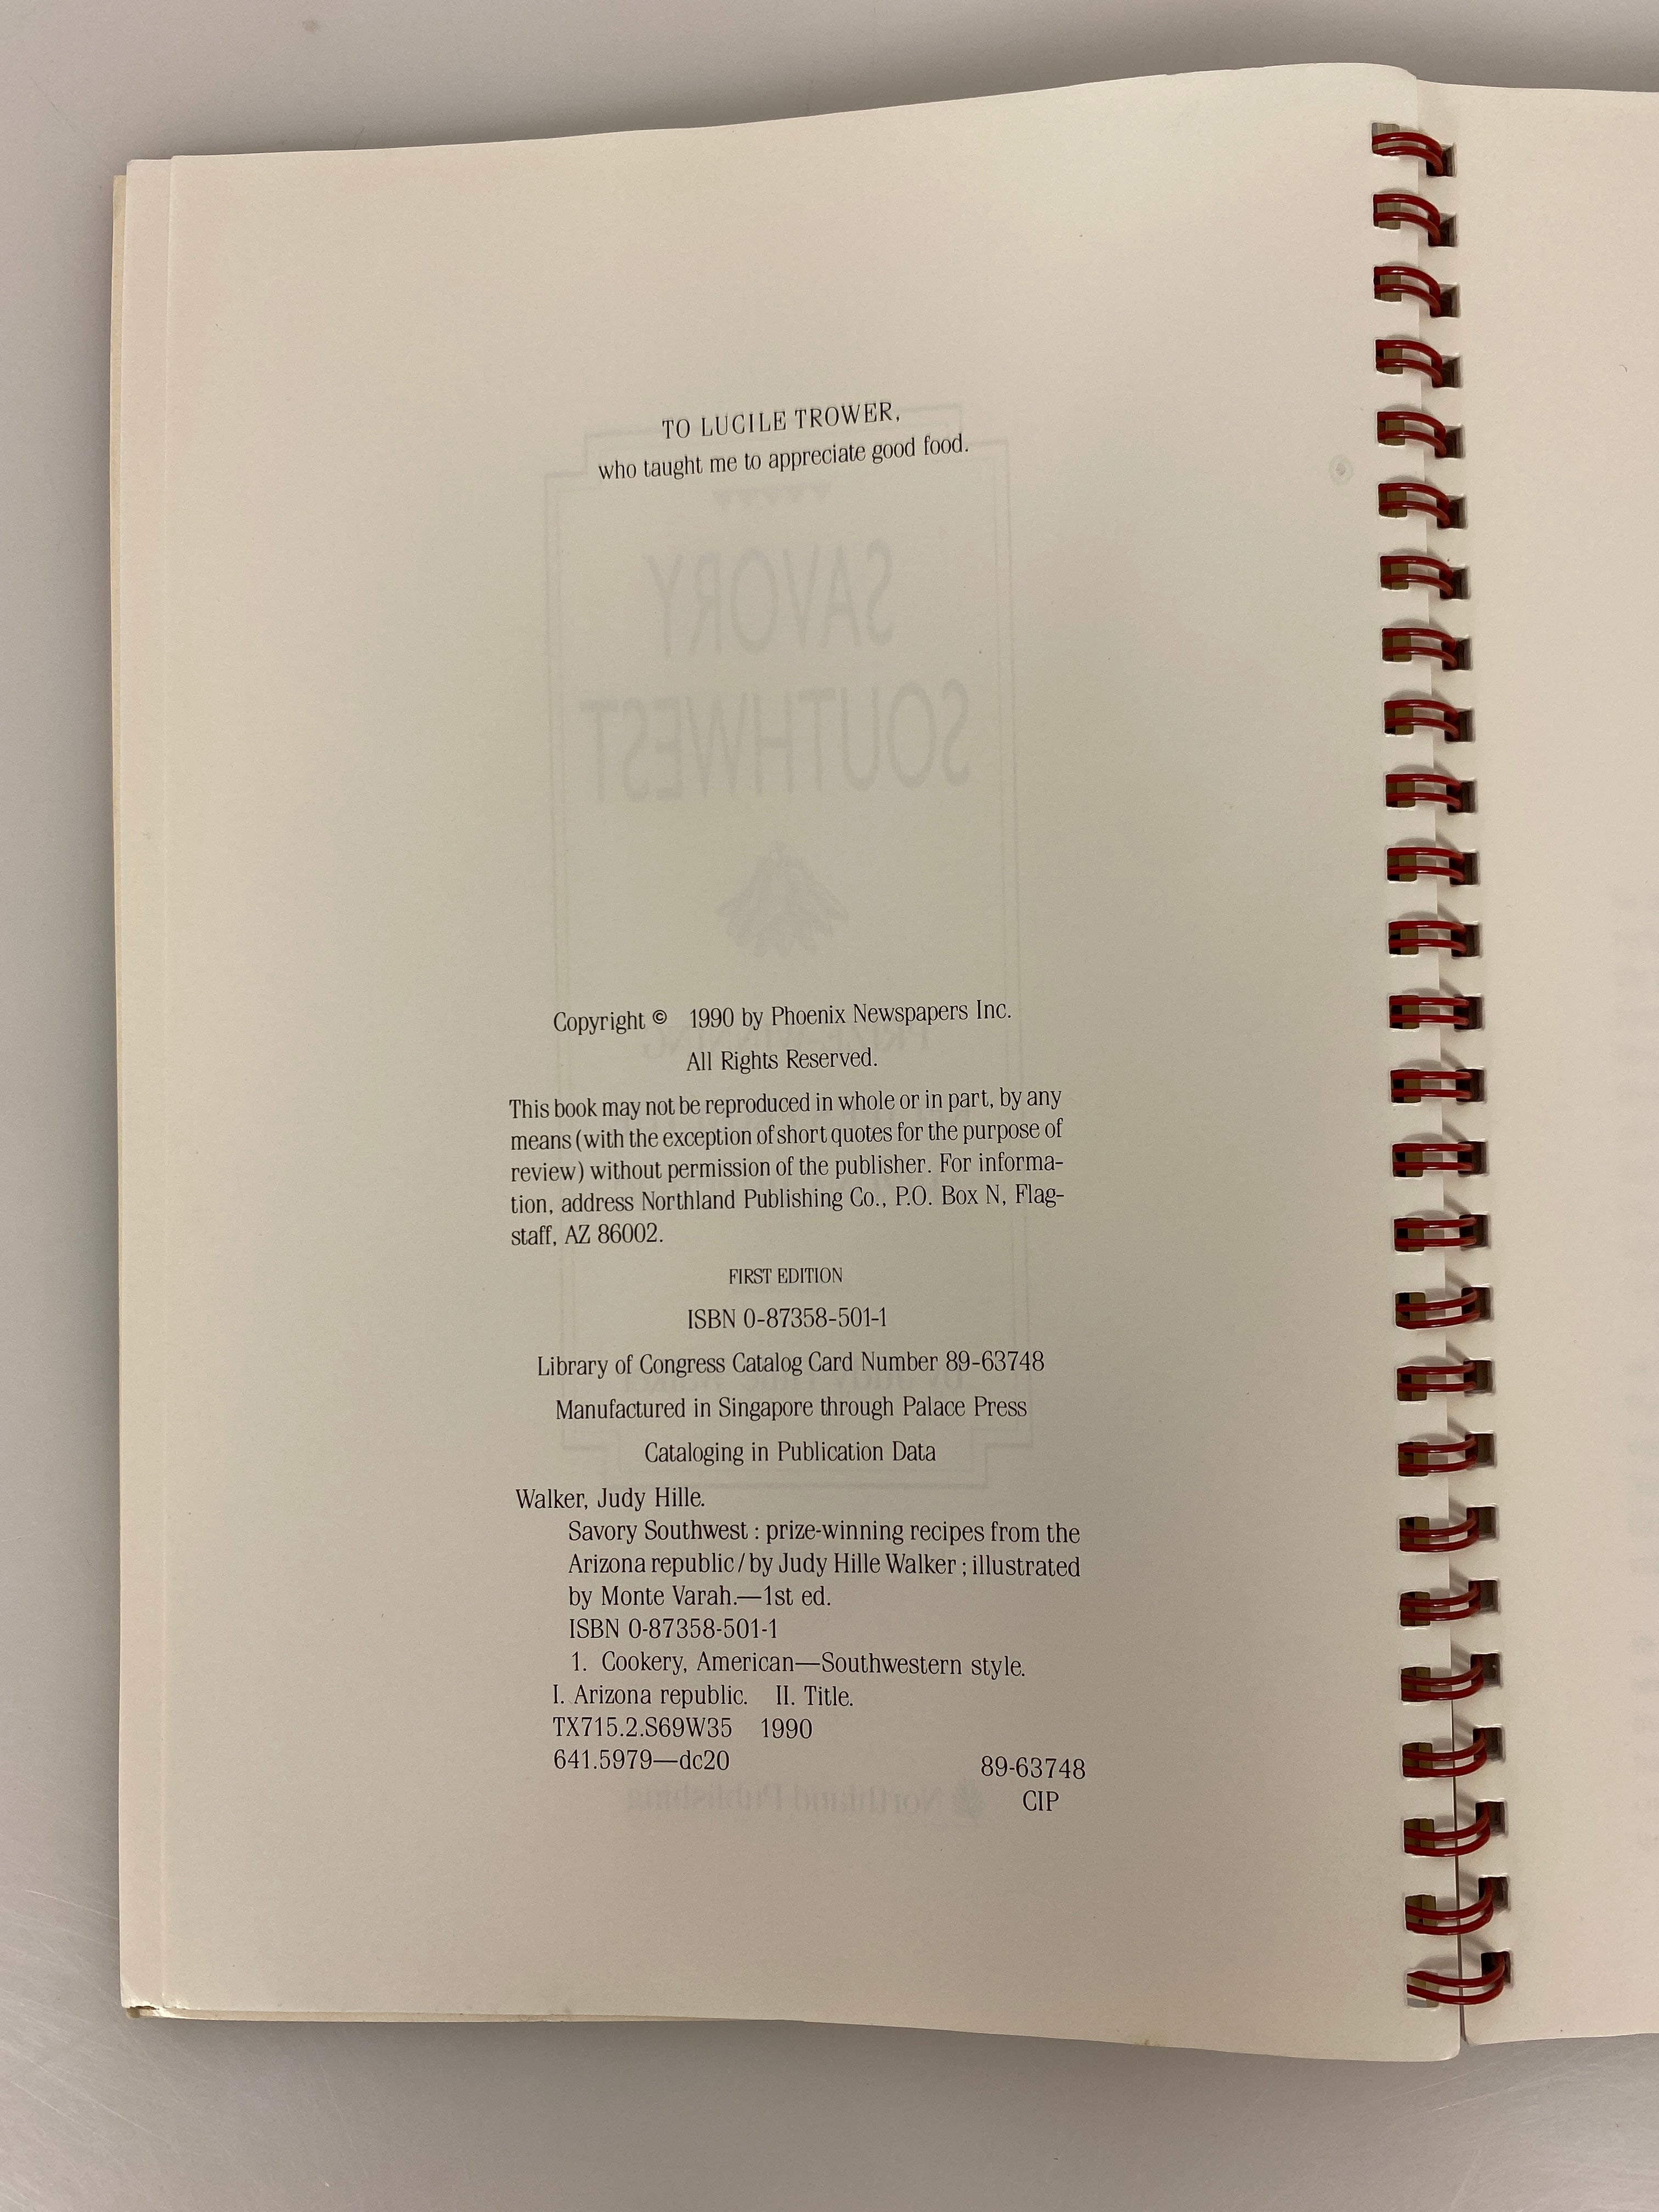 TO LUCILE TROWER,
who taught me to appreciate good food.
SAVORY
SOUTHWEST
Copyright © 1990 by Phoenix Newspapers Inc.
All Rights Reserved.
This book may not be reproduced in whole or in part, by any
means (with the exception of short quotes for the purpose of
review) without permission of the publisher. For informa-
tion, address Northland Publishing Co., P.O. Box N, Flag-
staff, AZ 86002.
FIRST EDITION
ISBN 0-87358-501-1
Library of Congress Catalog Card Number 89-63748
Manufactured in Singapore through Palace Press
Cataloging in Publication Data
Walker, Judy Hille.
Savory Southwest : prize-winning recipes from the
Arizona republic / by Judy Hille Walker ; illustrated
by Monte Varah.—1st ed.
ISBN 0-87358-501-1
1. Cookery, American—Southwestern style.
I. Arizona republic. II. Title.
TX715.2.S69W35 1990
641.5979—dc20 89-63748
CIP
Northland Publishing